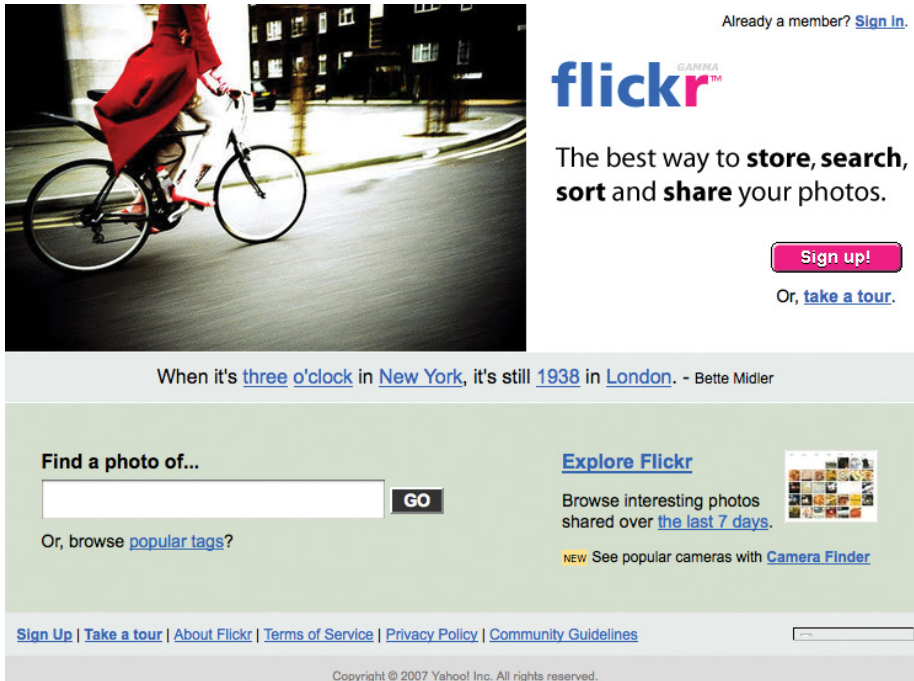 Already a member? Sign in.
GAMMA
flickr™
The best way to store, search,
sort and share your photos.
Sign up!
Or, take a tour.
When it's three o'clock in New York, it's still 1938 in London. - Bette Midler
Find a photo of...
GO
Or, browse popular tags?
Explore Flickr
Browse interesting photos
shared over the last 7 days.
NEW See popular cameras with Camera Finder
Sign Up | Take a tour | About Flickr | Terms of Service | Privacy Policy | Community Guidelines
Copyright © 2007 Yahoo! Inc. All rights reserved.